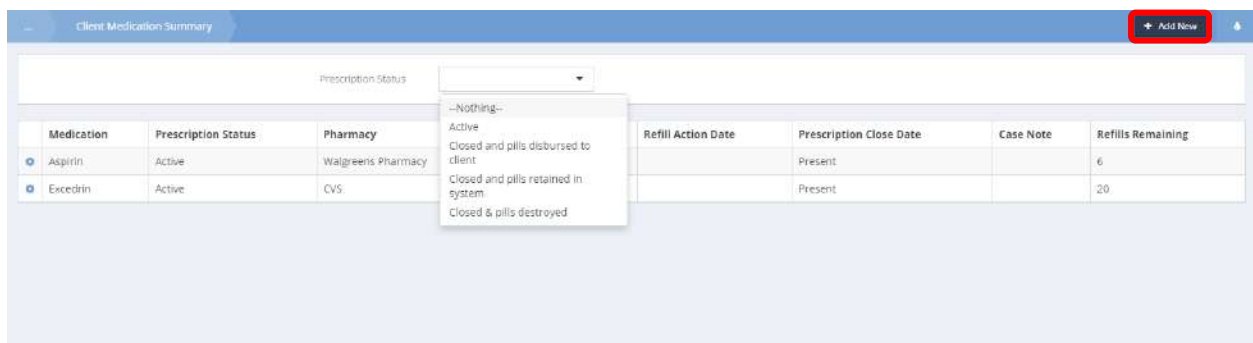 ... Client Medication Summary + Add New
Prescription Status
--Nothing--
Active
Closed and pills disbursed to
client
Closed and pills retained in
system
Closed & pills destroyed
Medication Prescription Status Pharmacy Refill Action Date Prescription Close Date Case Note Refills Remaining
Aspirin Active Walgreens Pharmacy Present 6
Excedrin Active CVS Present 20